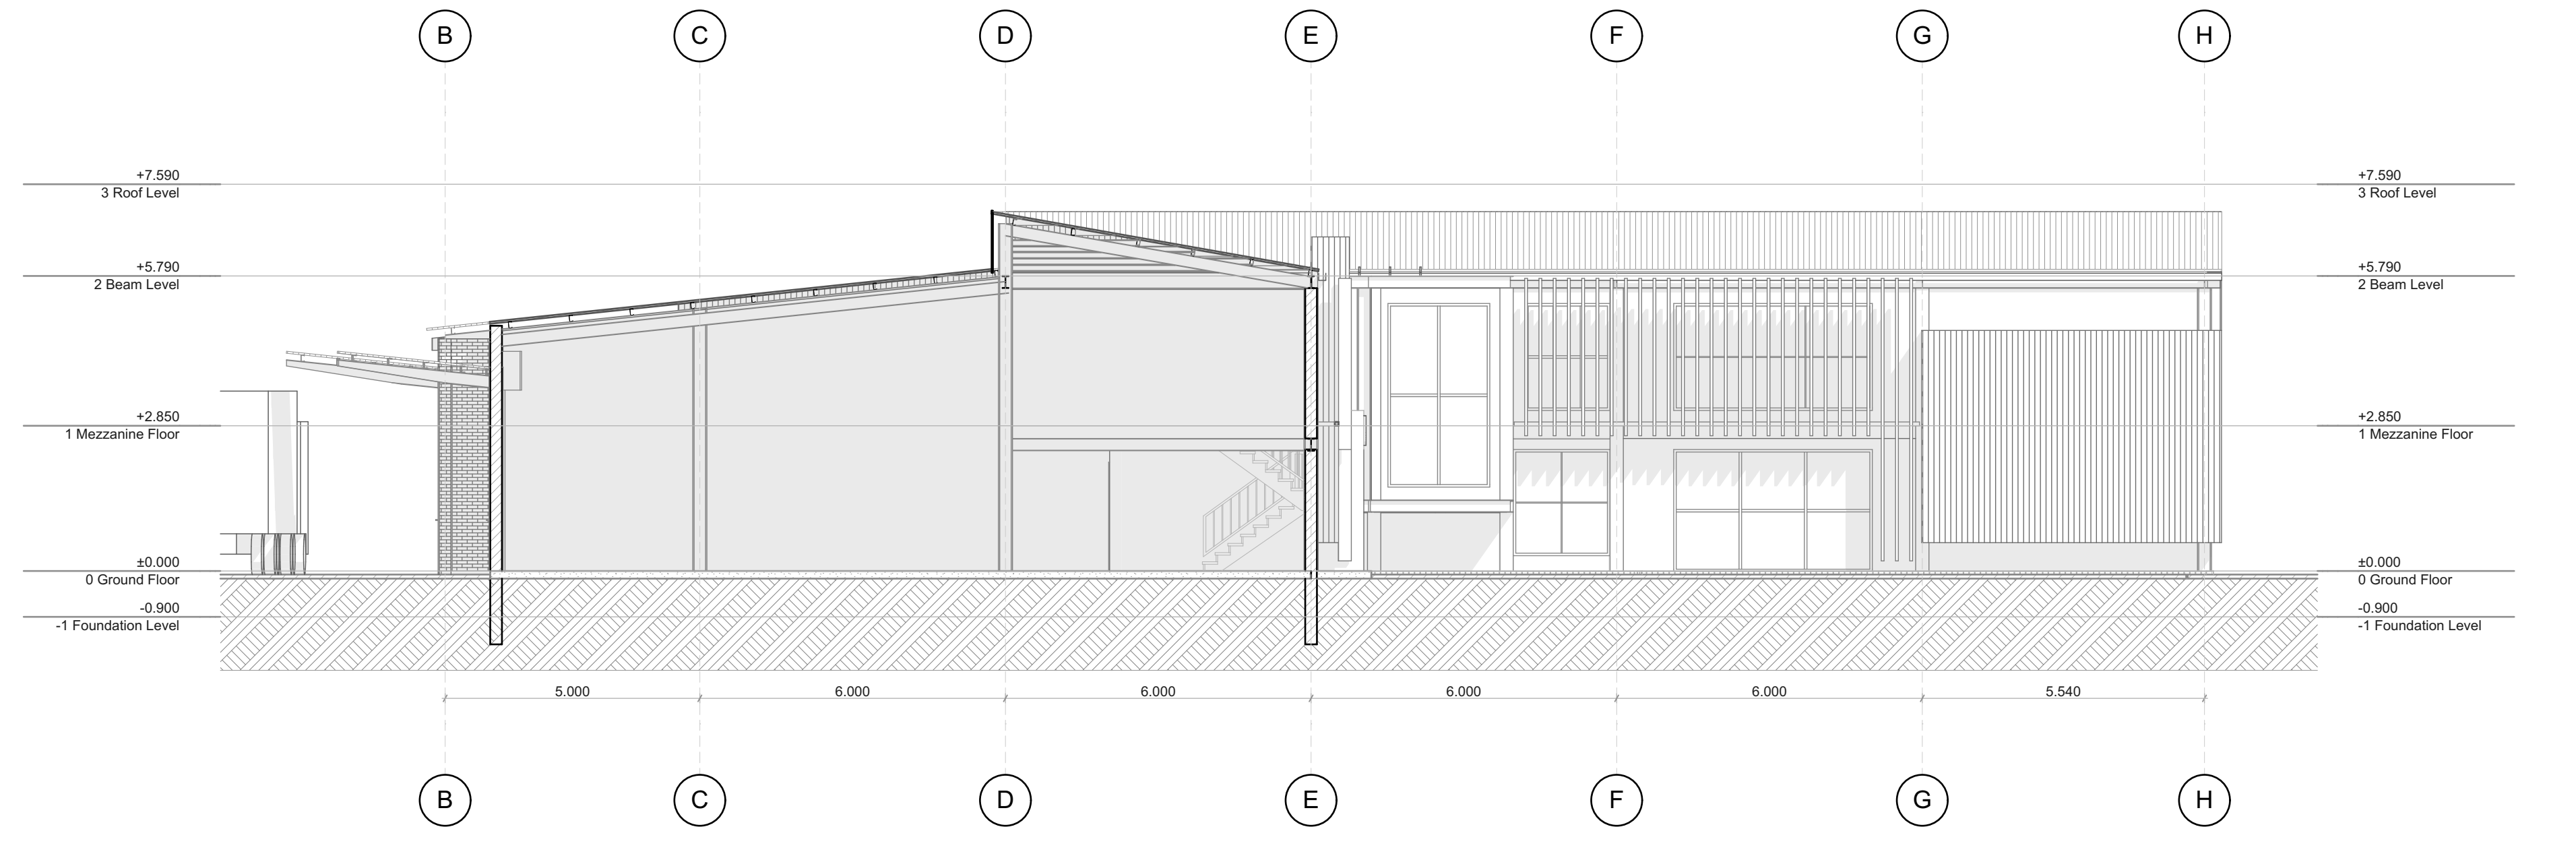 B C D E F G H
+7.590 +7.590
3 Roof Level 3 Roof Level
+5.790 +5.790
2 Beam Level 2 Beam Level
+2.850 +2.850
1 Mezzanine Floor 1 Mezzanine Floor
±0.000 ±0.000
0 Ground Floor 0 Ground Floor
-0.900 -0.900
-1 Foundation Level -1 Foundation Level
5.000 6.000 6.000 6.000 6.000 5.540
B C D E F G H